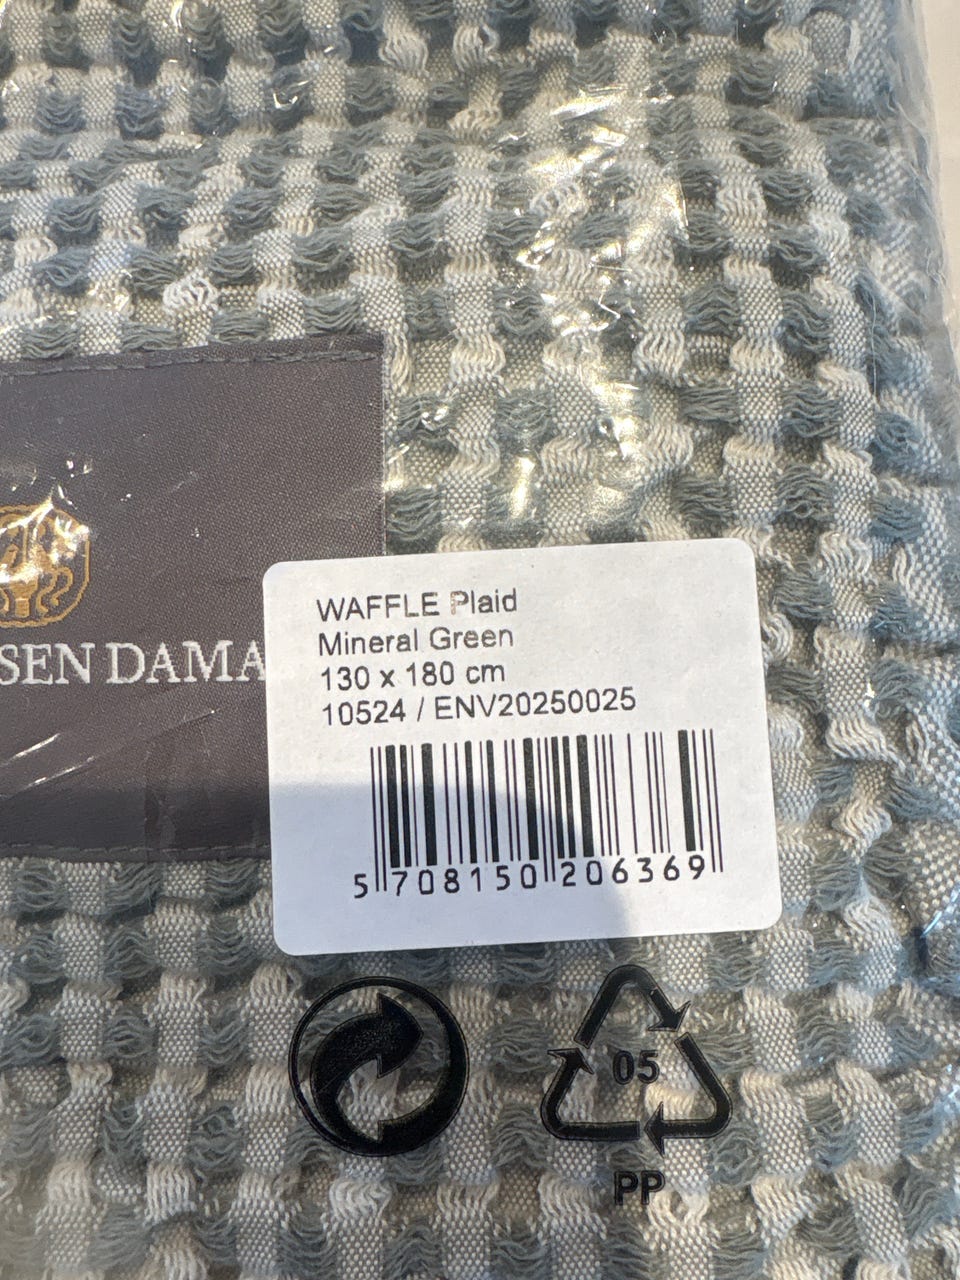 SEN DAMA
WAFFLE Plaid
Mineral Green
130 x 180 cm
10524 / ENV20250025
5 708150 206369
05
PP